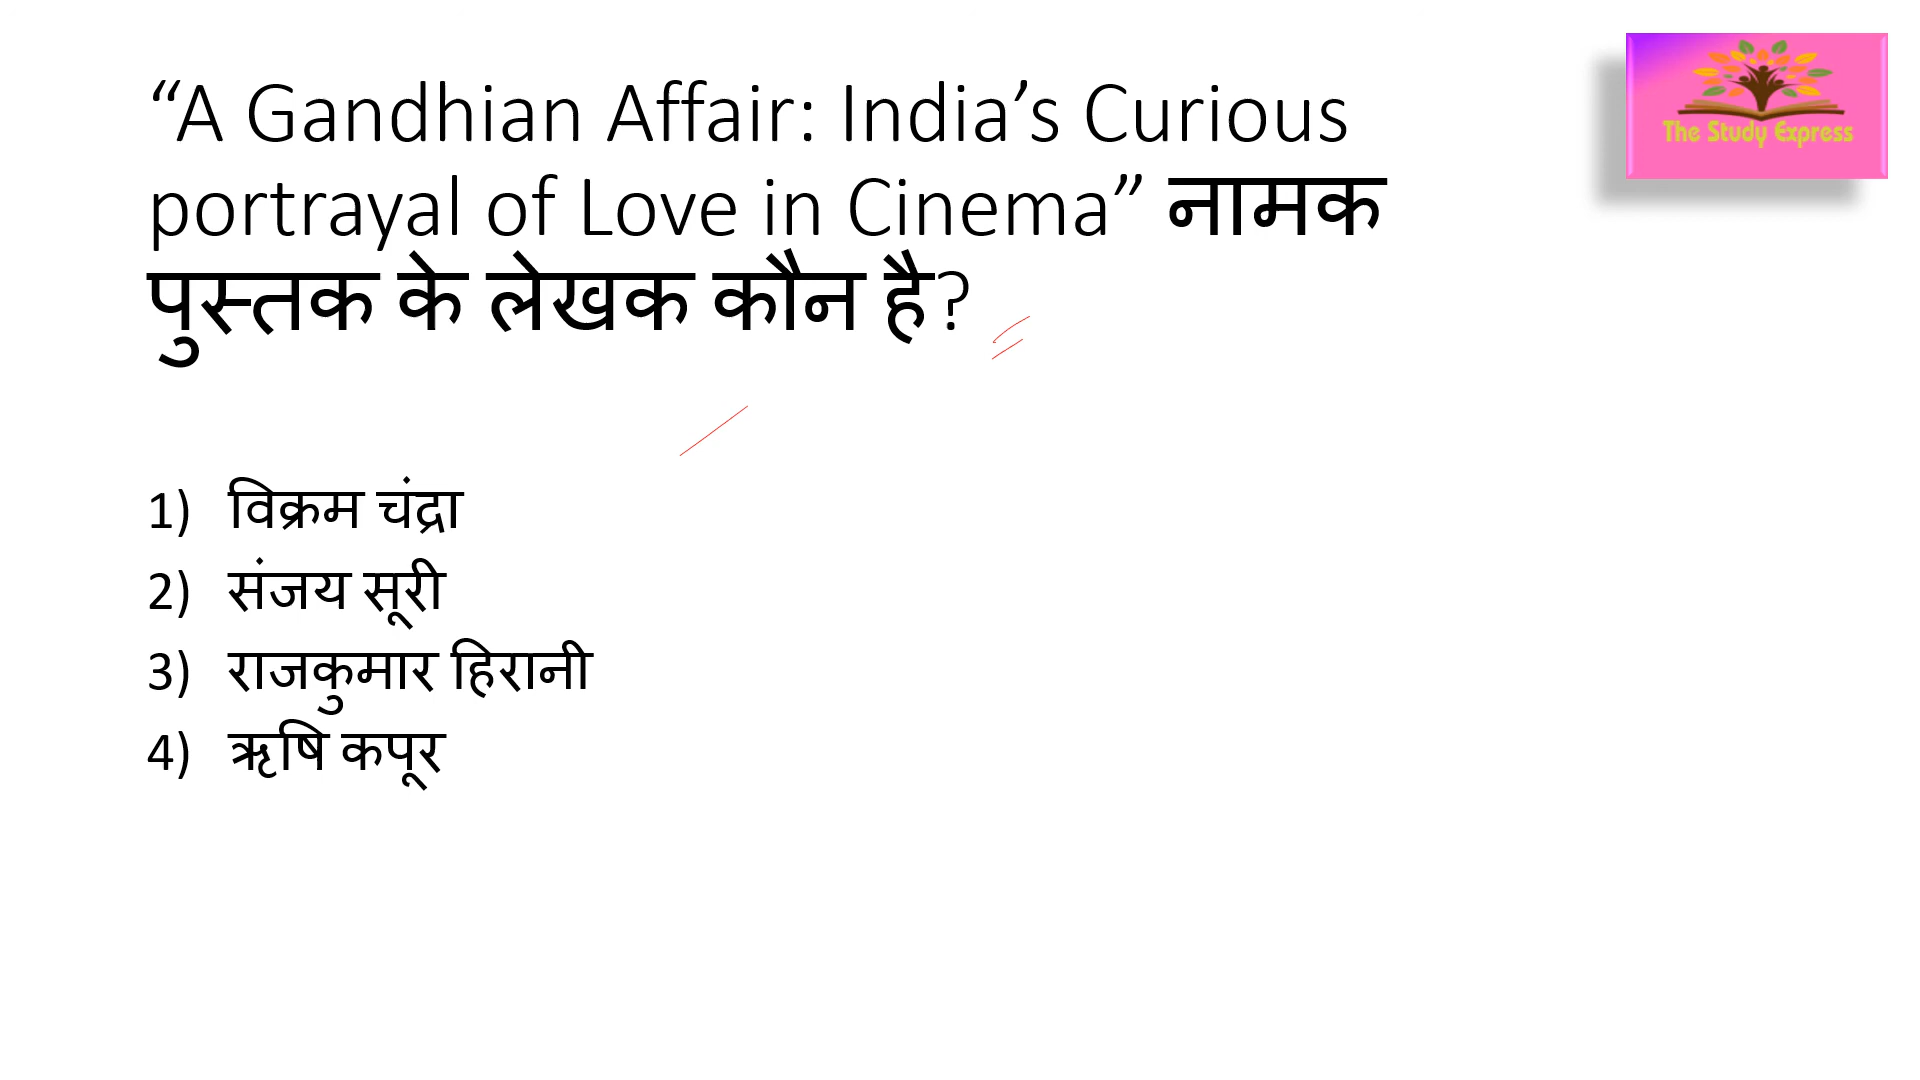 “A Gandhian Affair: India’s Curious
portrayal of Love in Cinema” नामक
पुस्तक के लेखक कौन है?
The Study Express
1) विक्रम चंद्रा
2) संजय सूरी
3) राजकुमार हिरानी
4) ऋषि कपूर